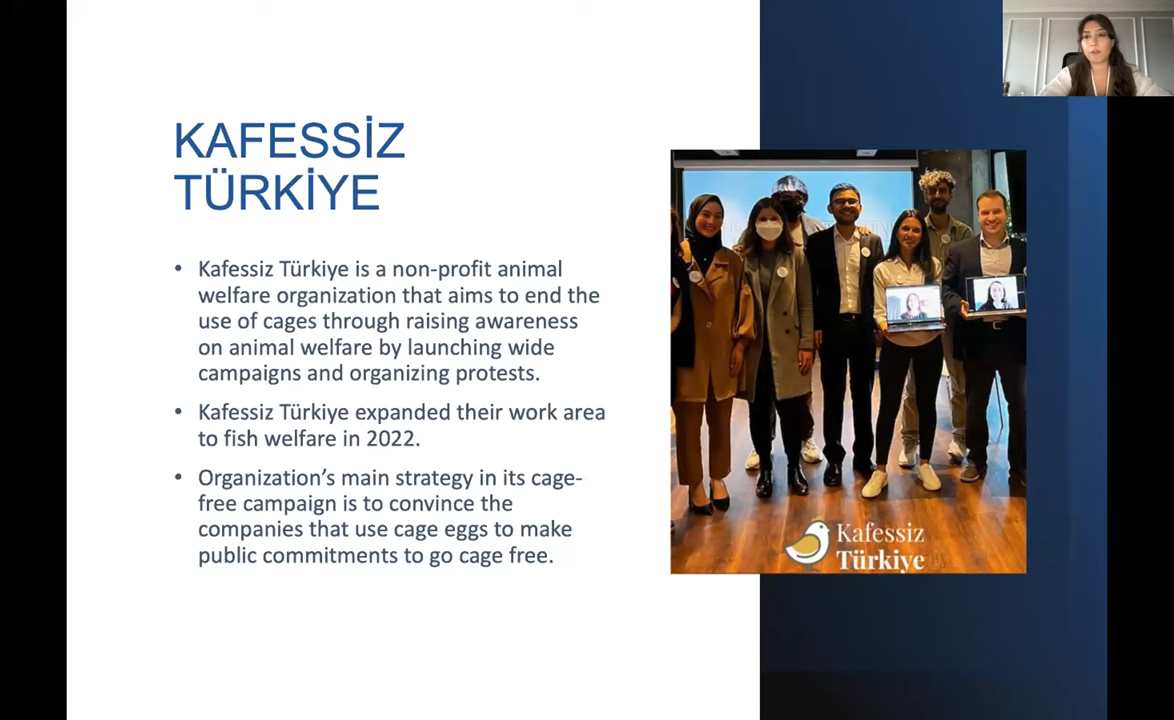 KAFESSİZ
TÜRKİYE
• Kafessiz Türkiye is a non-profit animal
welfare organization that aims to end the
use of cages through raising awareness
on animal welfare by launching wide
campaigns and organizing protests.
• Kafessiz Türkiye expanded their work area
to fish welfare in 2022.
• Organization’s main strategy in its cage-
free campaign is to convince the
companies that use cage eggs to make
public commitments to go cage free.
Kafessiz
Türkiye